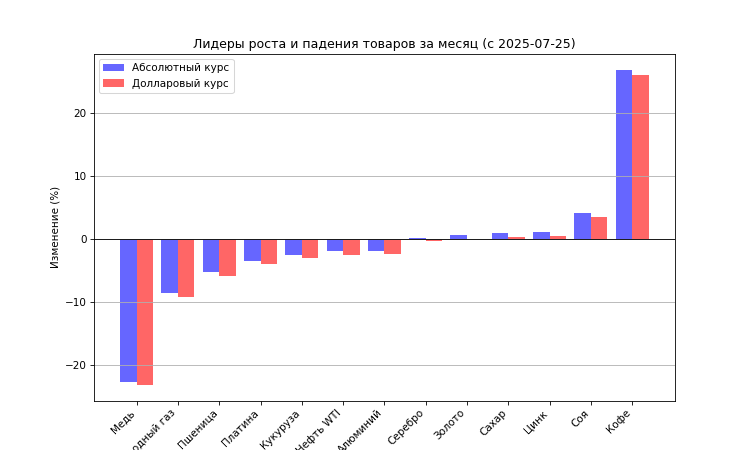 Лидеры роста и падения товаров за месяц (с 2025-07-25)
Абсолютный курс
Долларовый курс
Изменение (%)
20
10
0
−10
−20
Медь
одный газ
Пшеница
Платина
Кукуруза
Нефть WTI
Алюминий
Серебро
Золото
Сахар
Цинк
Соя
Кофе